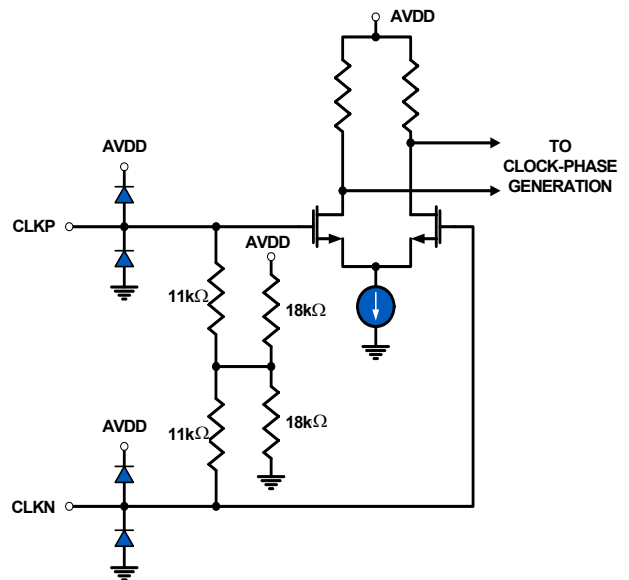 AVDD
TO
CLOCK-PHASE
GENERATION
AVDD
CLKP
AVDD
11kΩ
18kΩ
11kΩ
18kΩ
AVDD
CLKN